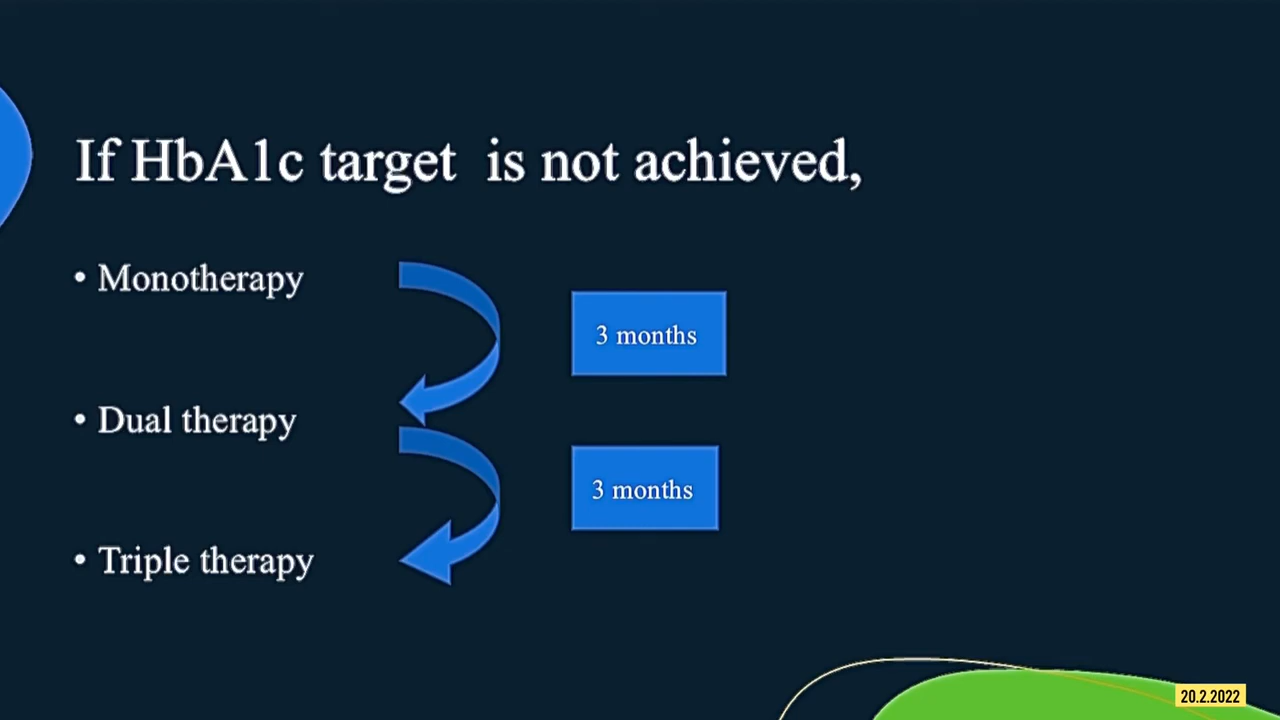 If HbA1c target  is not achieved,
• Monotherapy
3 months
• Dual therapy
3 months
• Triple therapy
20.2.2022